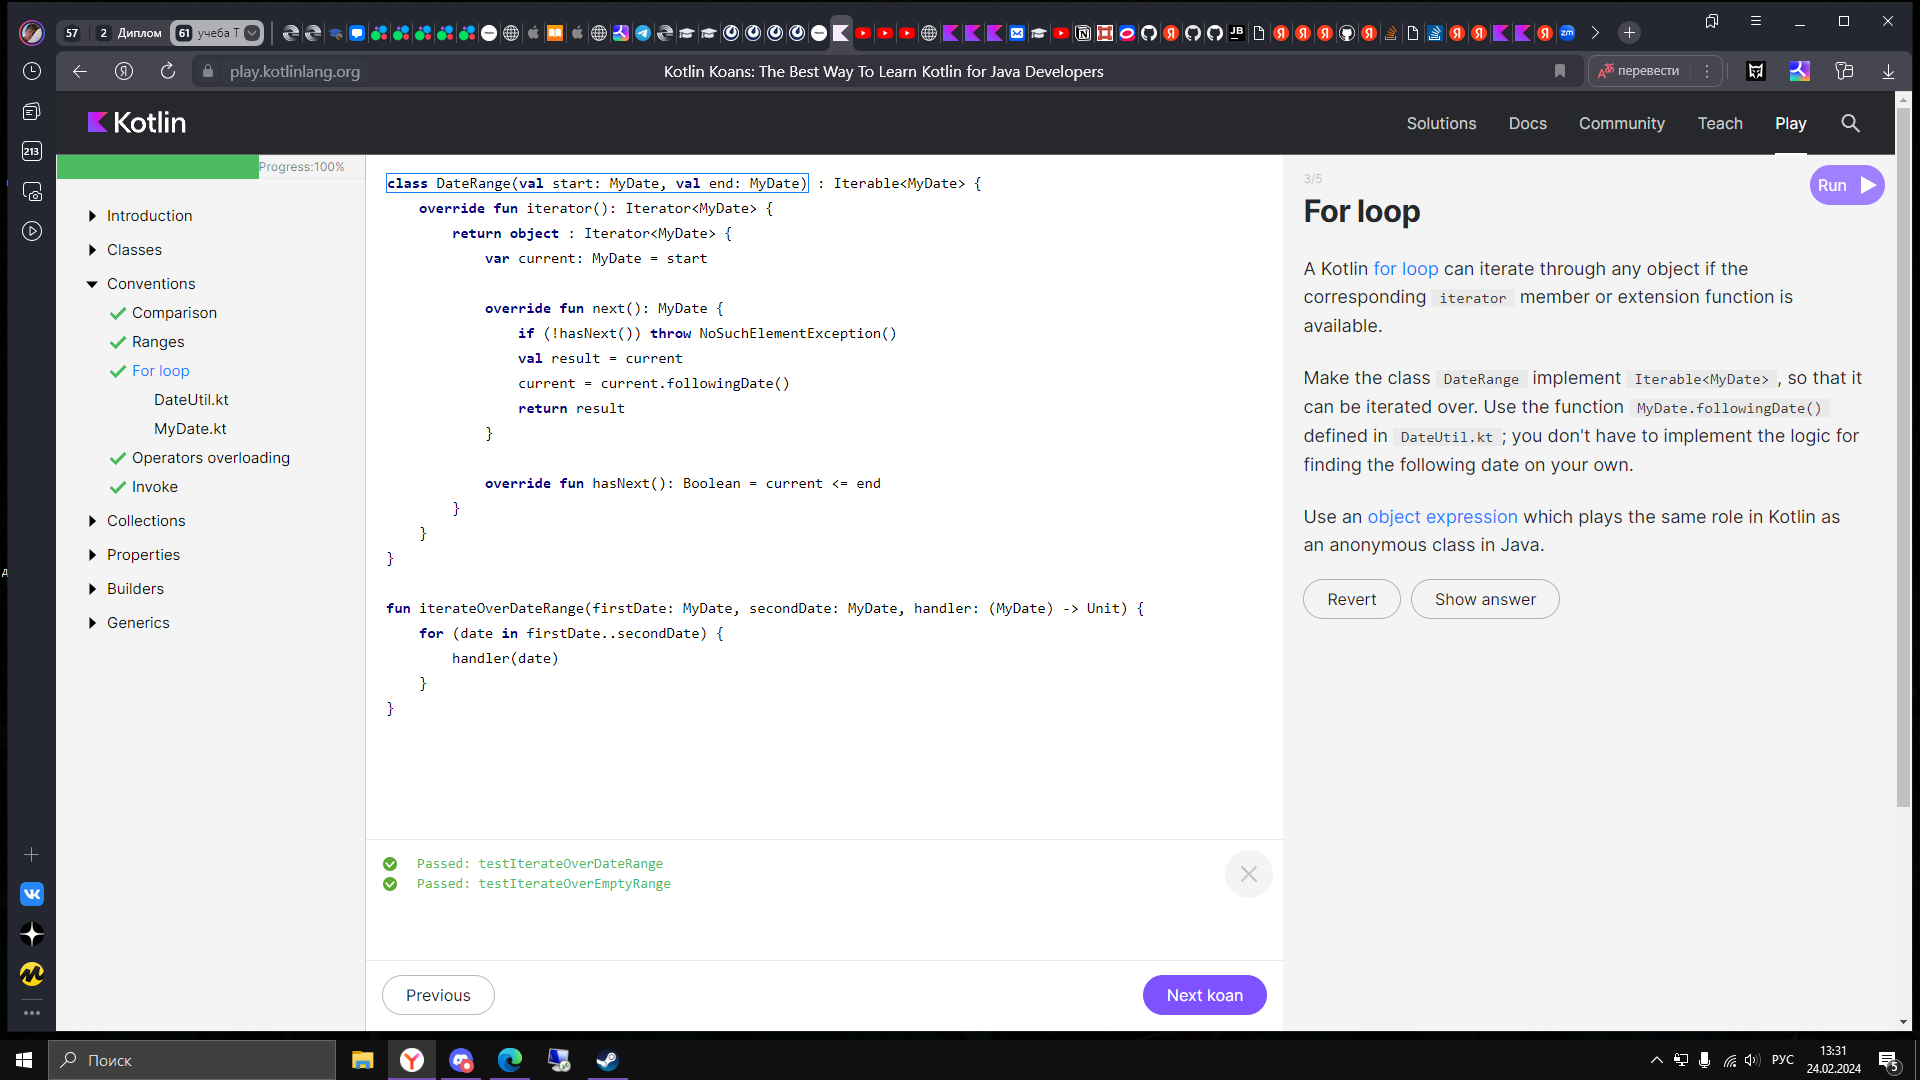 57
2 Диплом
61 учеба Т
JB
zm
play.kotlinlang.org
Kotlin Koans: The Best Way To Learn Kotlin for Java Developers
перевести
213
Kotlin
Solutions
Docs
Community
Teach
Play
Progress:100%
Introduction
Classes
Conventions
Comparison
Ranges
For loop
DateUtil.kt
MyDate.kt
Operators overloading
Invoke
Collections
Properties
Builders
Generics
class DateRange(val start: MyDate, val end: MyDate) : Iterable<MyDate> {
override fun iterator(): Iterator<MyDate> {
return object : Iterator<MyDate> {
var current: MyDate = start
override fun next(): MyDate {
if (!hasNext()) throw NoSuchElementException()
val result = current
current = current.followingDate()
return result
}
override fun hasNext(): Boolean = current <= end
}
}
}
fun iterateOverDateRange(firstDate: MyDate, secondDate: MyDate, handler: (MyDate) -> Unit) {
for (date in firstDate..secondDate) {
handler(date)
}
}
Passed: testIterateOverDateRange
Passed: testIterateOverEmptyRange
Previous
Next koan
3/5
Run
For loop
A Kotlin for loop can iterate through any object if the
corresponding iterator member or extension function is
available.
Make the class DateRange implement Iterable<MyDate> , so that it
can be iterated over. Use the function MyDate.followingDate()
defined in DateUtil.kt ; you don't have to implement the logic for
finding the following date on your own.
Use an object expression which plays the same role in Kotlin as
an anonymous class in Java.
Revert
Show answer
Поиск
РУС
13:31
24.02.2024
5